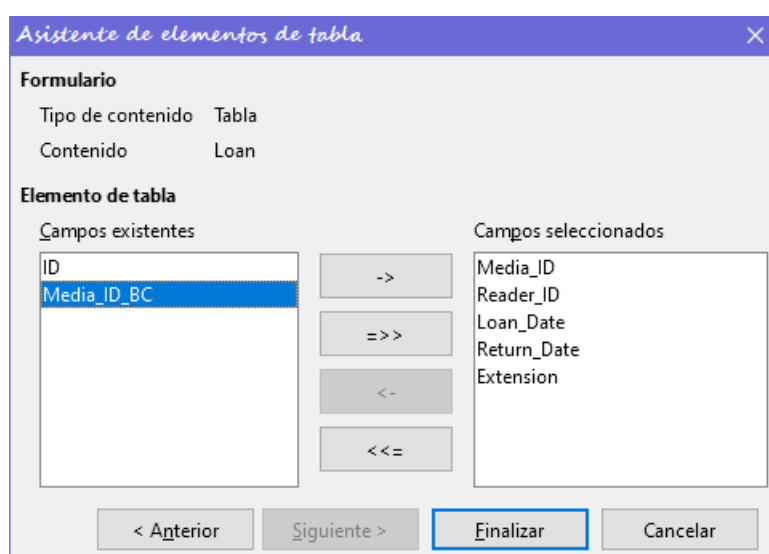 Asistente de elementos de tabla
Formulario
Tipo de contenido Tabla
Contenido Loan
Elemento de tabla
Campos existentes
ID
Media_ID_BC
->
=>>
<-
<<=
Campos seleccionados
Media_ID
Reader_ID
Loan_Date
Return_Date
Extension
< Anterior
Siguiente >
Finalizar
Cancelar